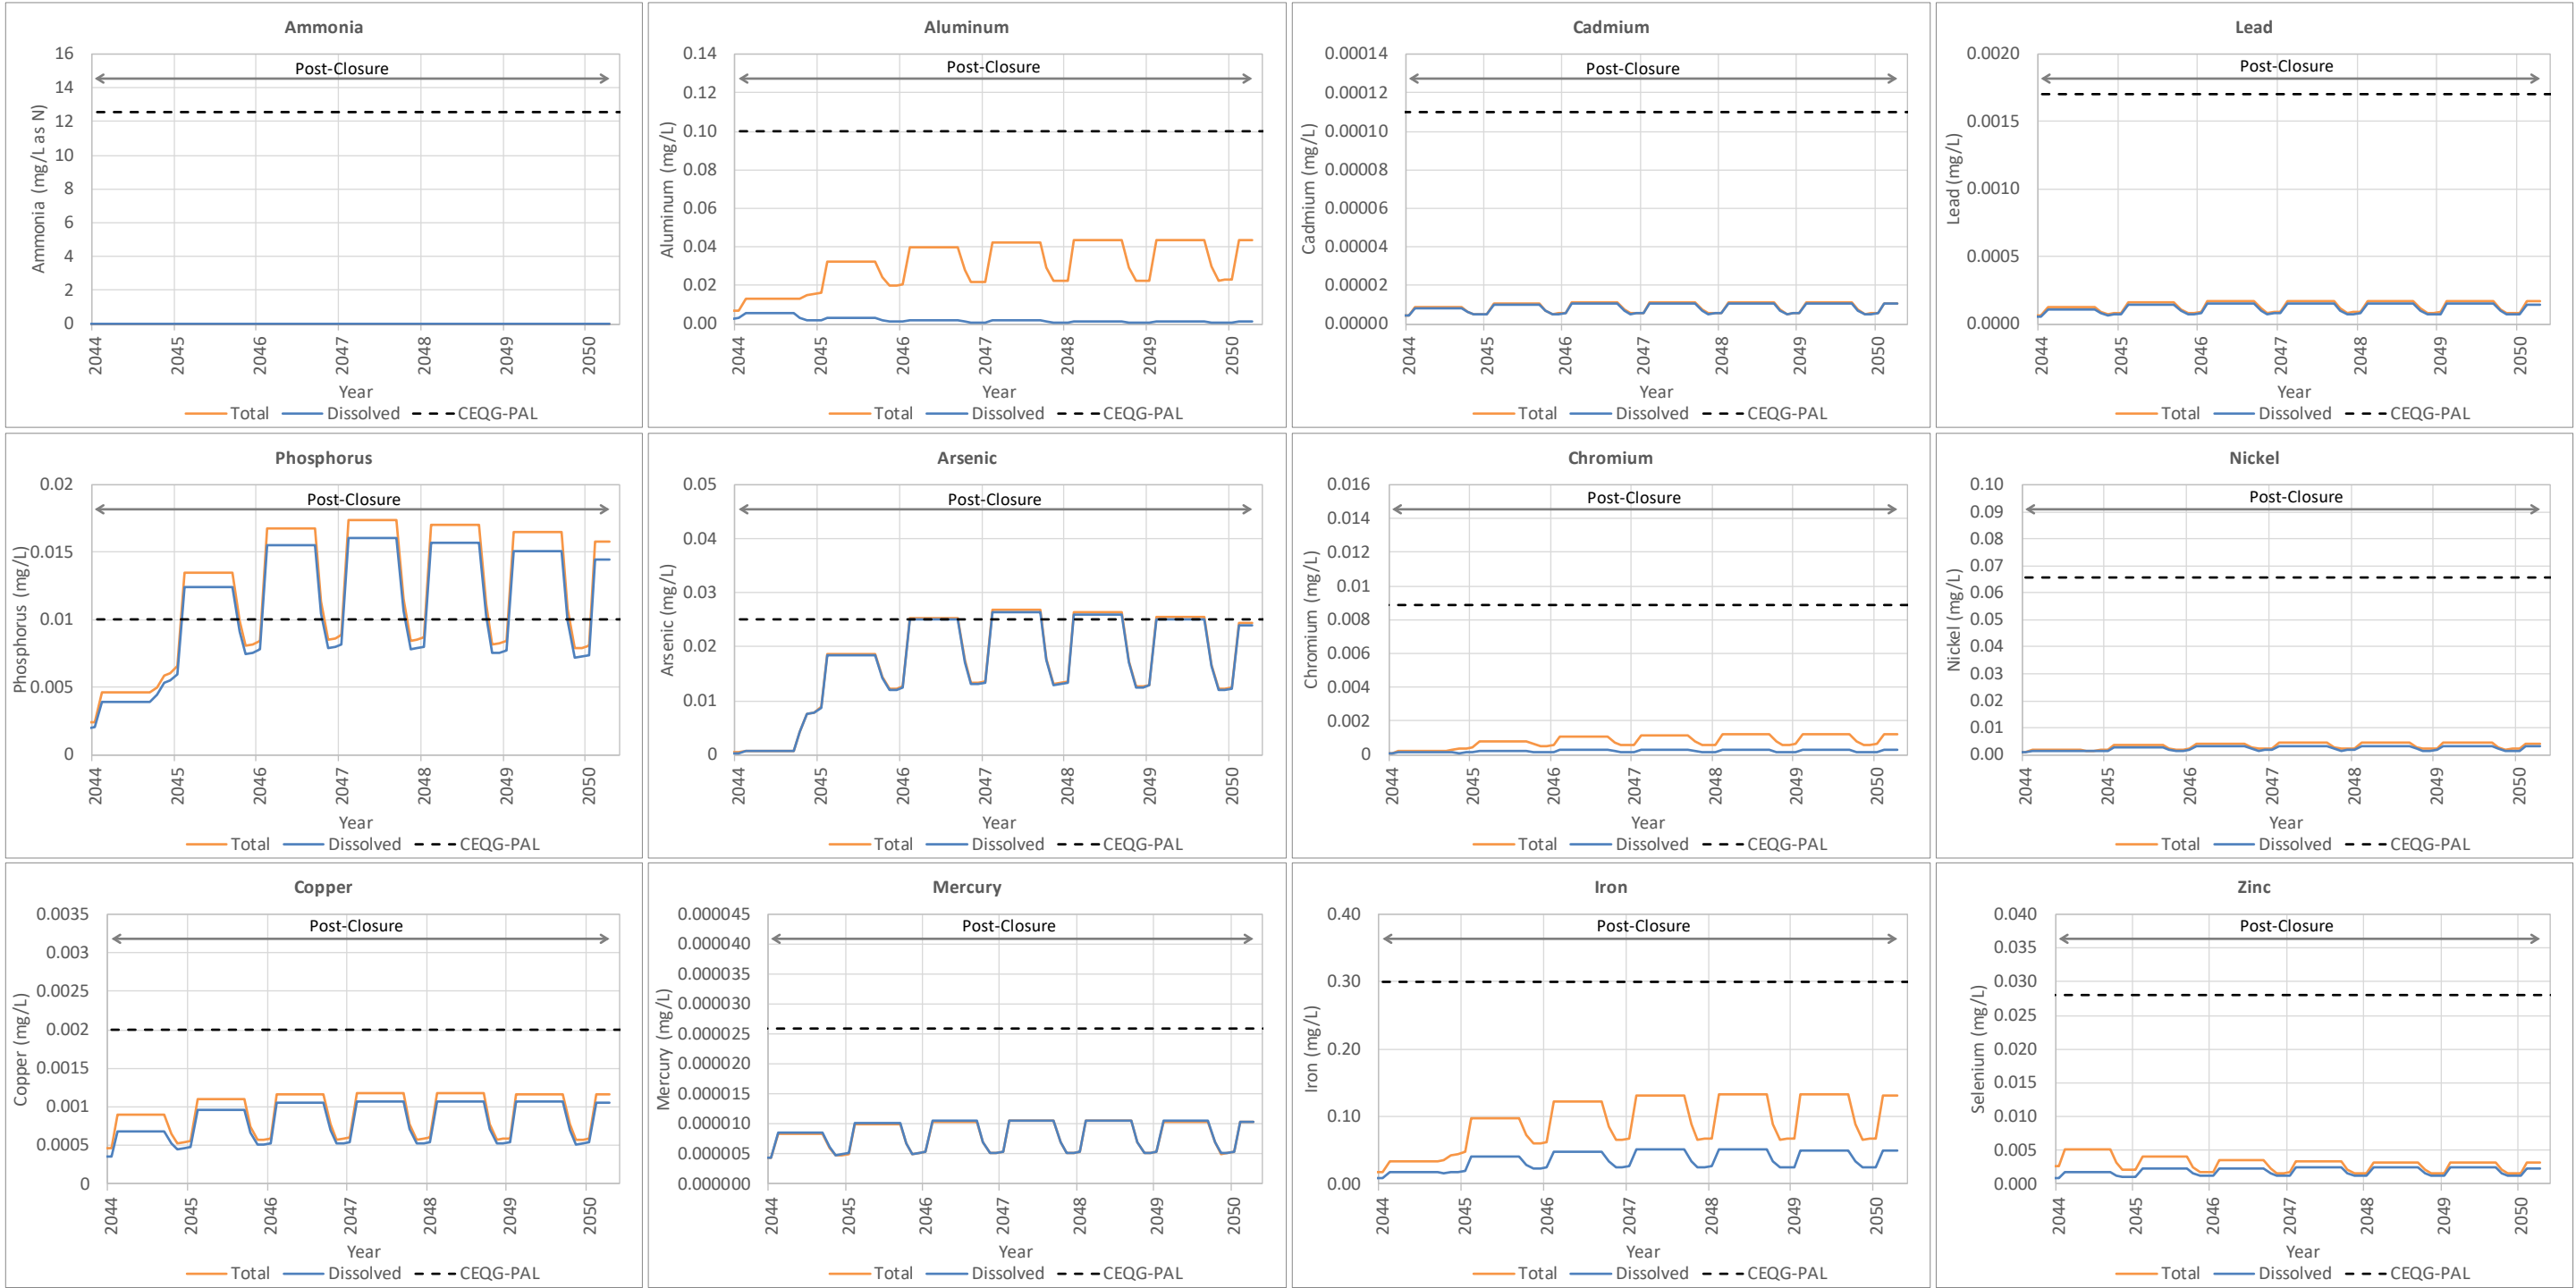 Ammonia
16
14
12
10
8
6
4
2
0
Ammonia (mg/L as N)
Post-Closure
2044
2045
2046
2047
2048
2049
2050
Year
Total
Dissolved
CEQG-PAL
Aluminum
0.14
0.12
0.10
0.08
0.06
0.04
0.02
0.00
Aluminum (mg/L)
Post-Closure
2044
2045
2046
2047
2048
2049
2050
Year
Total
Dissolved
CEQG-PAL
Cadmium
0.00014
0.00012
0.00010
0.00008
0.00006
0.00004
0.00002
0.00000
Cadmium (mg/L)
Post-Closure
2044
2045
2046
2047
2048
2049
2050
Year
Total
Dissolved
CEQG-PAL
Lead
0.0020
0.0015
0.0010
0.0005
0.0000
Lead (mg/L)
Post-Closure
2044
2045
2046
2047
2048
2049
2050
Year
Total
Dissolved
CEQG-PAL
Phosphorus
0.02
0.015
0.01
0.005
0
Phosphorus (mg/L)
Post-Closure
2044
2045
2046
2047
2048
2049
2050
Year
Total
Dissolved
CEQG-PAL
Arsenic
0.05
0.04
0.03
0.02
0.01
0
Arsenic (mg/L)
Post-Closure
2044
2045
2046
2047
2048
2049
2050
Year
Total
Dissolved
CEQG-PAL
Chromium
0.016
0.014
0.012
0.01
0.008
0.006
0.004
0.002
0
Chromium (mg/L)
Post-Closure
2044
2045
2046
2047
2048
2049
2050
Year
Total
Dissolved
CEQG-PAL
Nickel
0.10
0.09
0.08
0.07
0.06
0.05
0.04
0.03
0.02
0.01
0.00
Nickel (mg/L)
Post-Closure
2044
2045
2046
2047
2048
2049
2050
Year
Total
Dissolved
CEQG-PAL
Copper
0.0035
0.003
0.0025
0.002
0.0015
0.001
0.0005
0
Copper (mg/L)
Post-Closure
2044
2045
2046
2047
2048
2049
2050
Year
Total
Dissolved
CEQG-PAL
Mercury
0.000045
0.000040
0.000035
0.000030
0.000025
0.000020
0.000015
0.000010
0.000005
0.000000
Mercury (mg/L)
Post-Closure
2044
2045
2046
2047
2048
2049
2050
Year
Total
Dissolved
CEQG-PAL
Iron
0.40
0.30
0.20
0.10
0.00
Iron (mg/L)
Post-Closure
2044
2045
2046
2047
2048
2049
2050
Year
Total
Dissolved
CEQG-PAL
Zinc
0.040
0.035
0.030
0.025
0.020
0.015
0.010
0.005
0.000
Selenium (mg/L)
Post-Closure
2044
2045
2046
2047
2048
2049
2050
Year
Total
Dissolved
CEQG-PAL